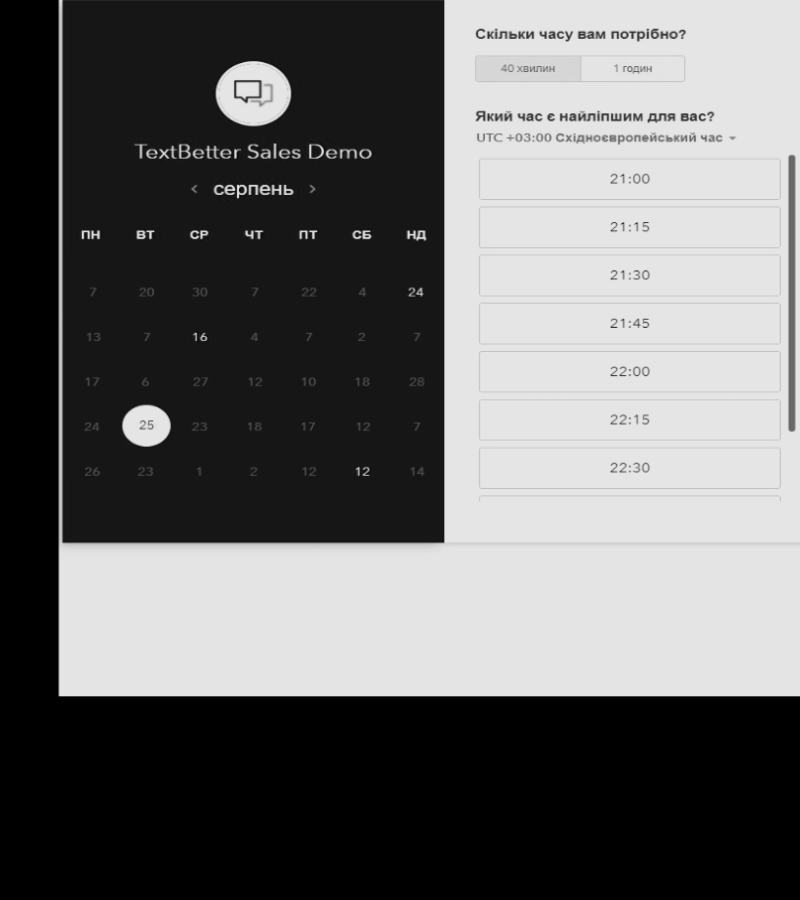 TextBetter Sales Demo
< серпень >
ПН ВТ СР ЧТ ПТ СБ НД
7 20 30 7 22 4 24
13 7 16 4 7 2 7
17 6 27 12 10 18 28
24 25 23 18 17 12 7
26 23 1 2 12 12 14
Скільки часу вам потрібно?
40 хвилин 1 годин
Який час є найліпшим для вас?
UTC +03:00 Східноєвропейський час
21:00
21:15
21:30
21:45
22:00
22:15
22:30